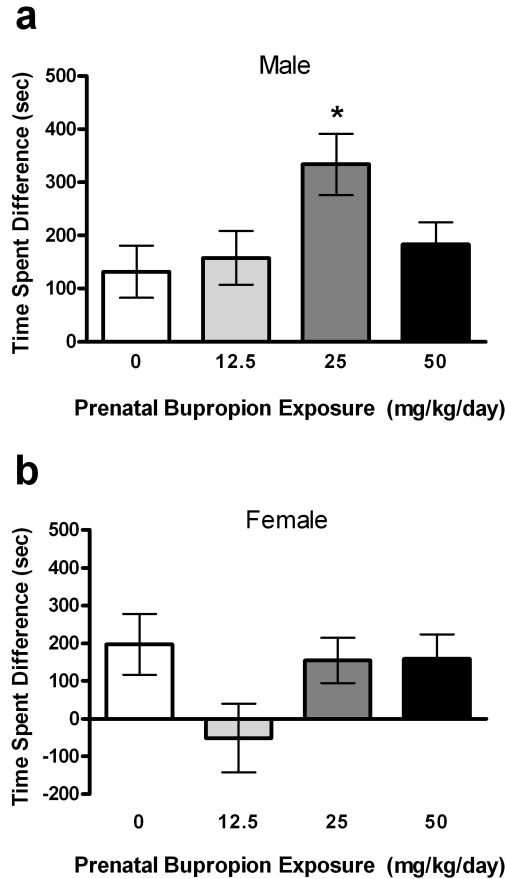 a
Male
Time Spent Difference (sec)
500
400
300
200
100
0
*
0 12.5 25 50
Prenatal Bupropion Exposure (mg/kg/day)
b
Female
Time Spent Difference (sec)
500
400
300
200
100
0
-100
-200
0 12.5 25 50
Prenatal Bupropion Exposure (mg/kg/day)